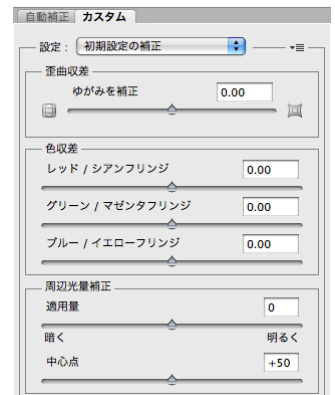 自動補正 カスタム
設定： 初期設定の補正
歪曲収差
ゆがみを補正 0.00
色収差
レッド / シアンフリンジ 0.00
グリーン / マゼンタフリンジ 0.00
ブルー / イエローフリンジ 0.00
周辺光量補正
適用量 0
暗く 明るく
中心点 +50